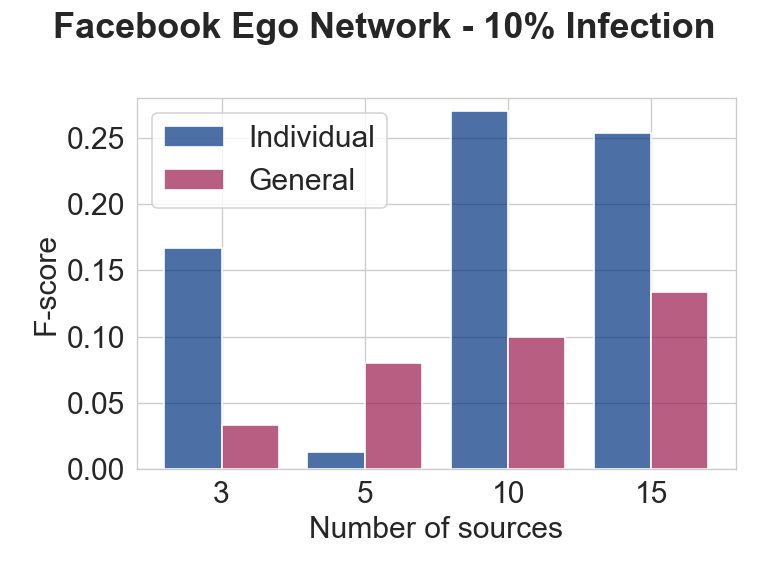 Facebook Ego Network - 10% Infection
Individual
General
0.25
0.20
0.15
0.10
0.05
0.00
F-score
3 5 10 15
Number of sources